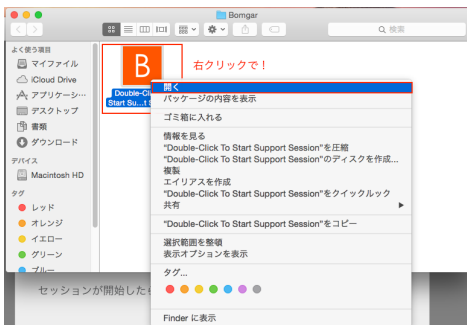 Bomgar
検索
よく使う項目
マイファイル
iCloud Drive
アプリケーシ…
デスクトップ
書類
ダウンロード
デバイス
Macintosh HD
タグ
レッド
オレンジ
イエロー
グリーン
ブルー
B
右クリックで！
Double-Cli
Start Su...t S
開く
パッケージの内容を表示
ゴミ箱に入れる
情報を見る
"Double-Click To Start Support Session"を圧縮
"Double-Click To Start Support Session"のディスクを作成...
複製
エイリアスを作成
"Double-Click To Start Support Session"をクイックルック
共有
"Double-Click To Start Support Session"をコピー
選択範囲を整頓
表示オプションを表示
タグ...
Finder に表示
セッションが開始した